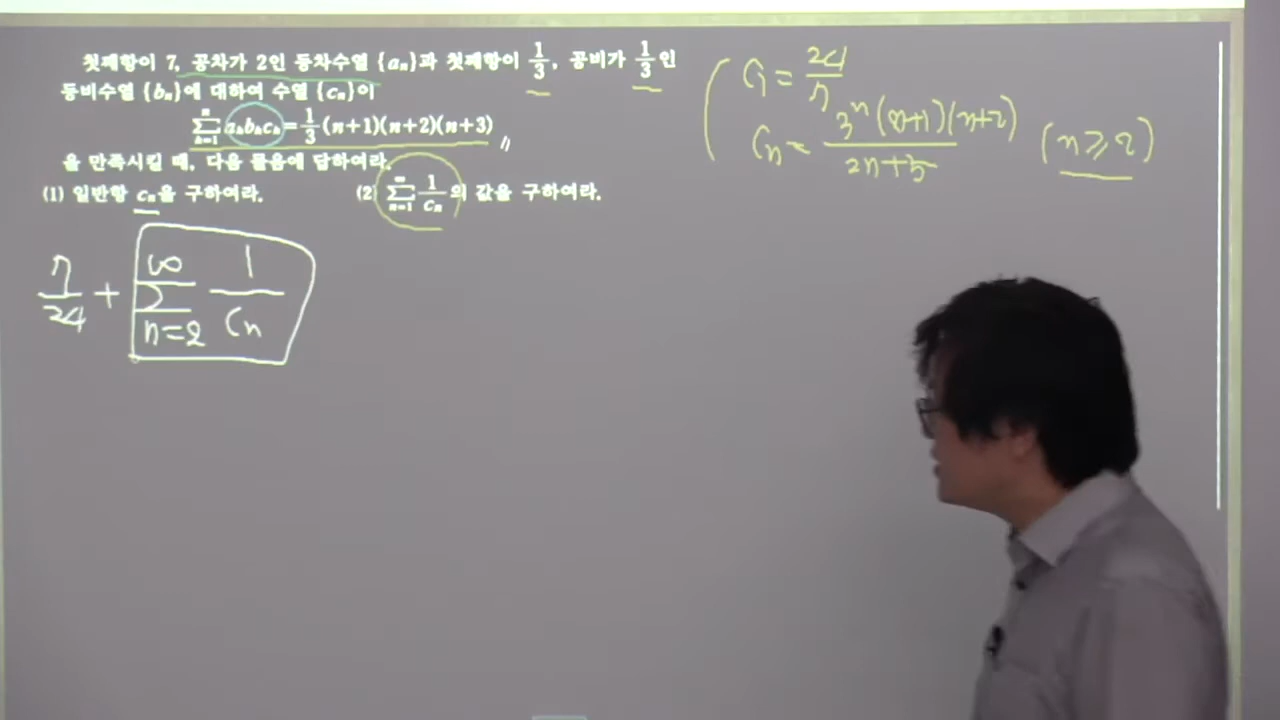 첫째항이 7, 공차가 2인 등차수열 {aₙ}과 첫째항이 1/3, 공비가 1/3인
등비수열 {bₙ}에 대하여 수열 {cₙ}이
∑_{k=1}^{n} aₖbₖcₖ = 1/3 (n+1)(n+2)(n+3)
을 만족시킬 때, 다음 물음에 답하여라.
(1) 일반항 cₙ을 구하여라. (2) ∑_{n=1}^{∞} 1/cₙ의 값을 구하여라.
C₁ = 24/7
Cₙ = 3ⁿ(n+1)(n+2)/(2n+5) (n≥2)
7/24 + ∑_{n=2}^{∞} 1/Cₙ